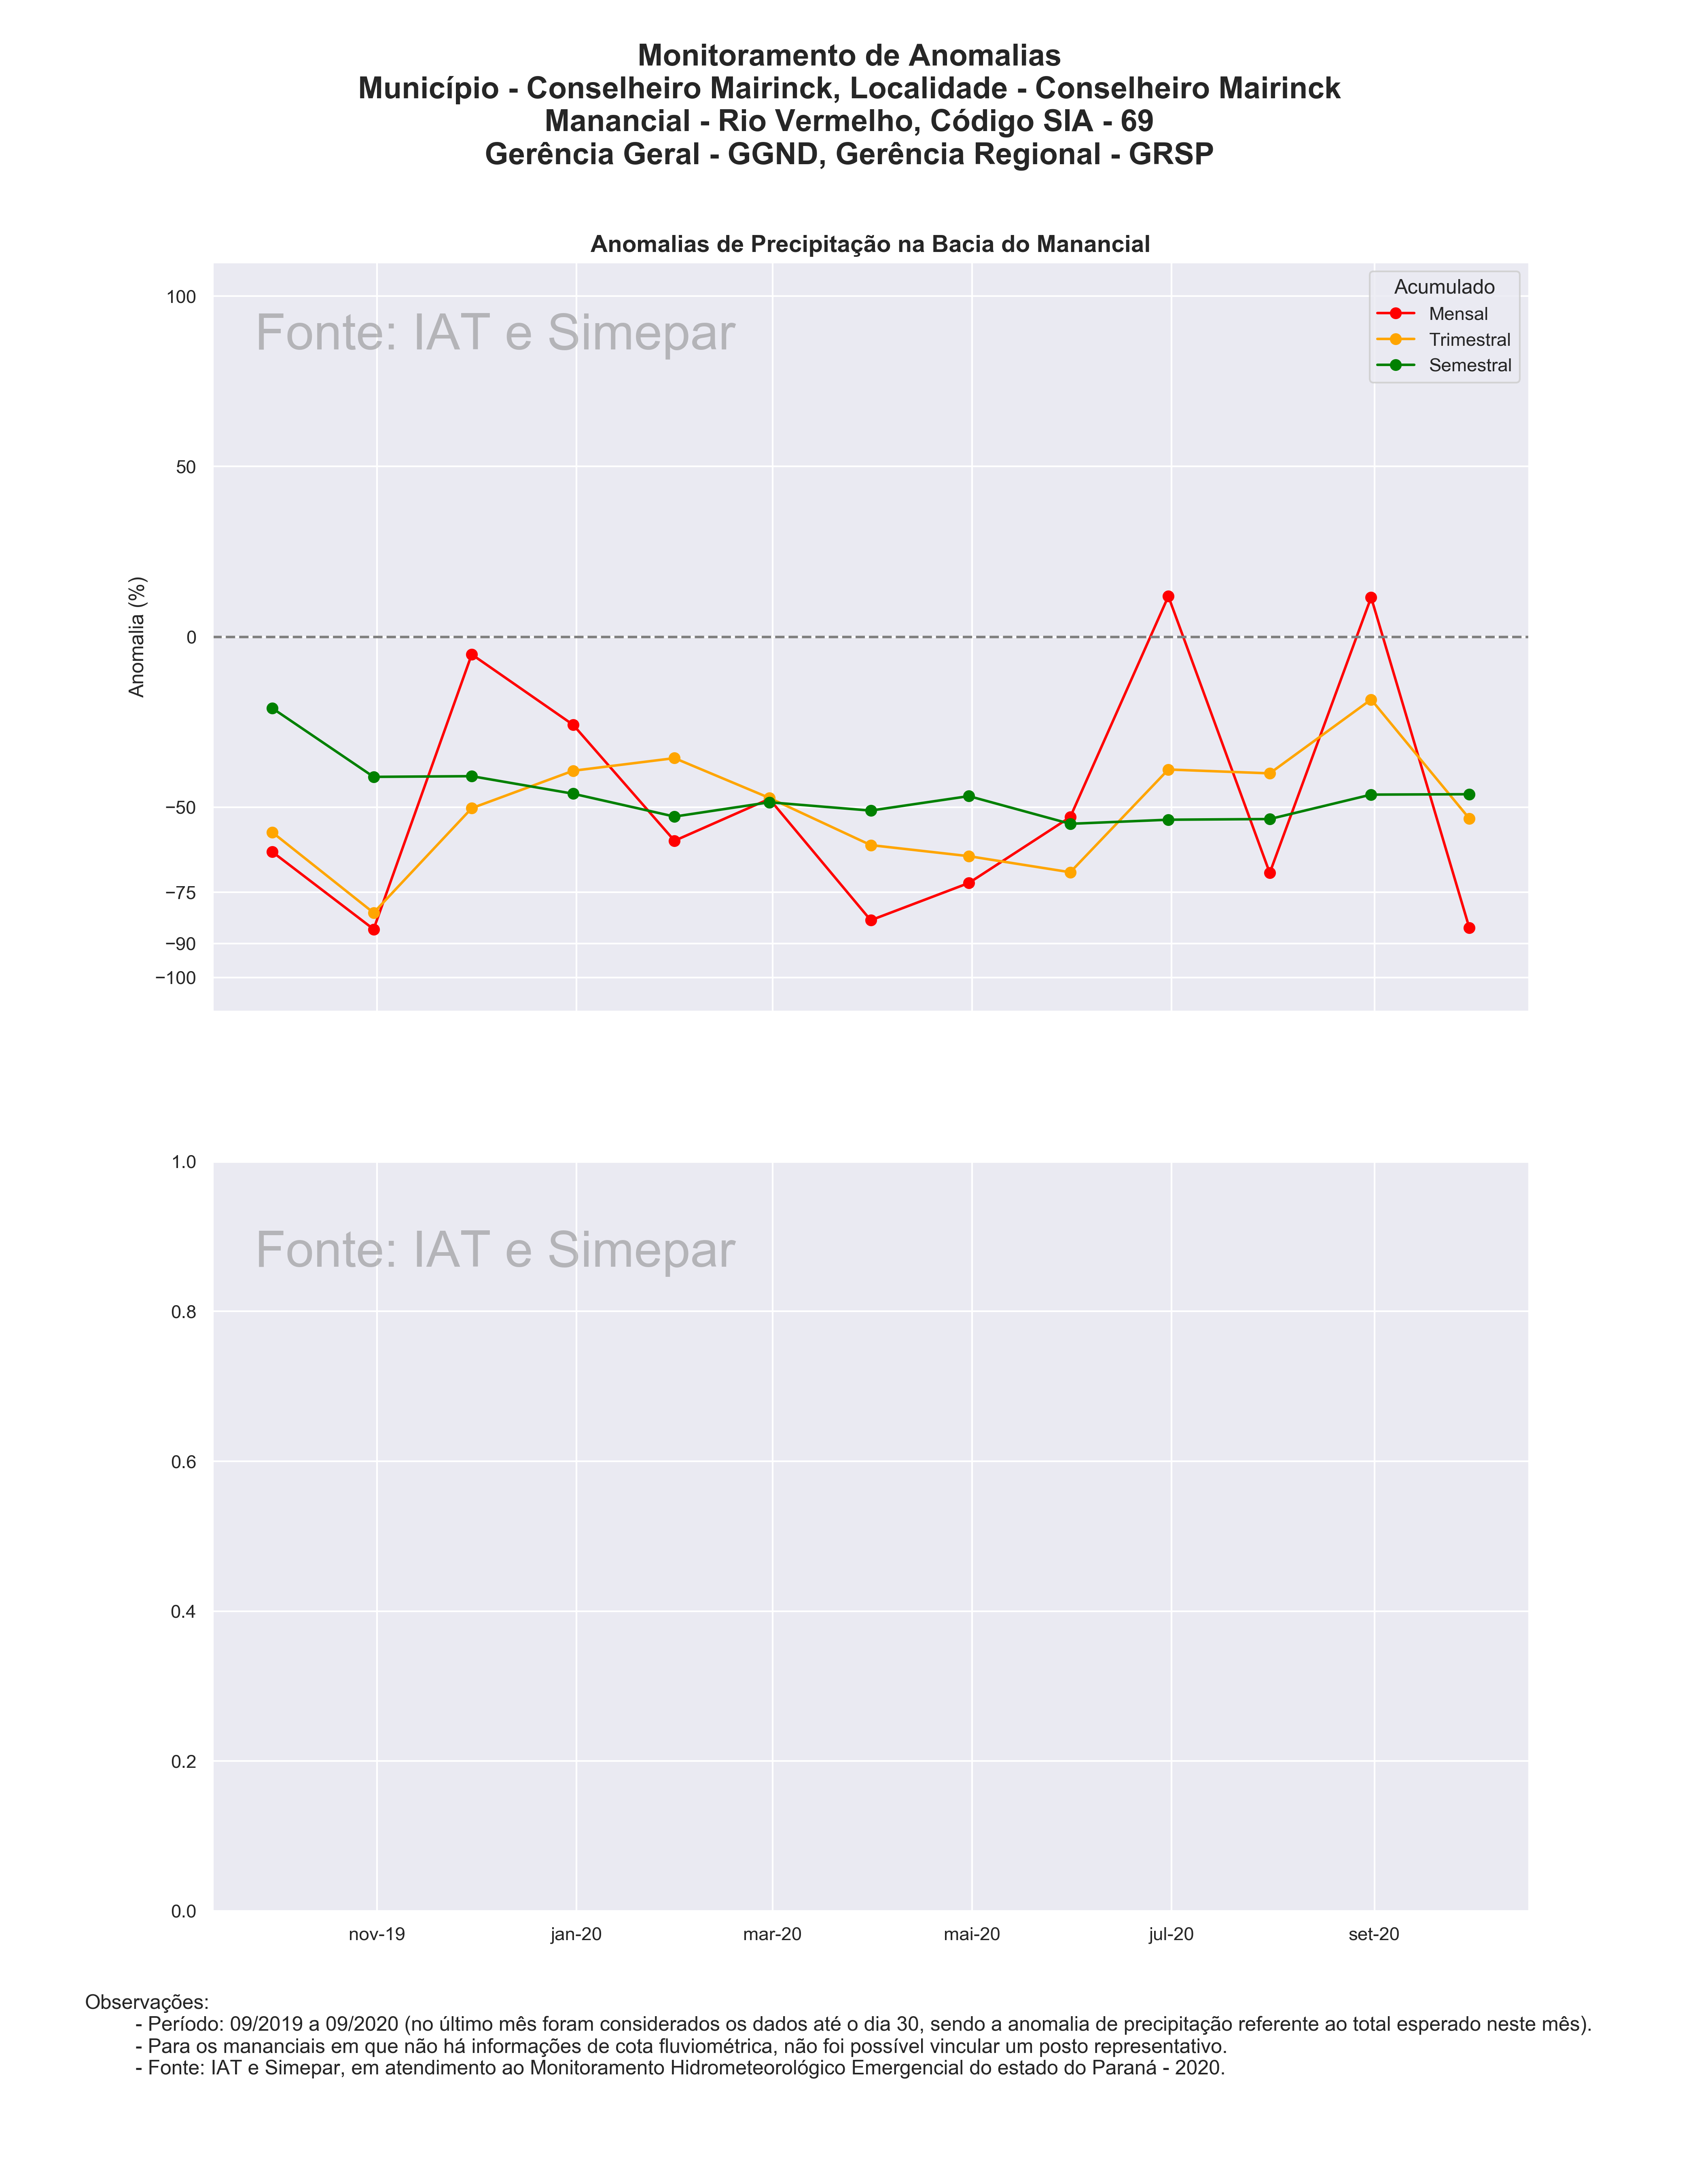 Monitoramento de Anomalias
Município - Conselheiro Mairinck, Localidade - Conselheiro Mairinck
Manancial - Rio Vermelho, Código SIA - 69
Gerência Geral - GGND, Gerência Regional - GRSP
Anomalias de Precipitação na Bacia do Manancial
Fonte: IAT e Simepar
Acumulado
Mensal
Trimestral
Semestral
Anomalia (%)
100
50
0
−50
−75
−90
−100
Fonte: IAT e Simepar
1.0
0.8
0.6
0.4
0.2
0.0
nov-19 jan-20 mar-20 mai-20 jul-20 set-20
Observações:
- Período: 09/2019 a 09/2020 (no último mês foram considerados os dados até o dia 30, sendo a anomalia de precipitação referente ao total esperado neste mês).
- Para os mananciais em que não há informações de cota fluviométrica, não foi possível vincular um posto representativo.
- Fonte: IAT e Simepar, em atendimento ao Monitoramento Hidrometeorológico Emergencial do estado do Paraná - 2020.